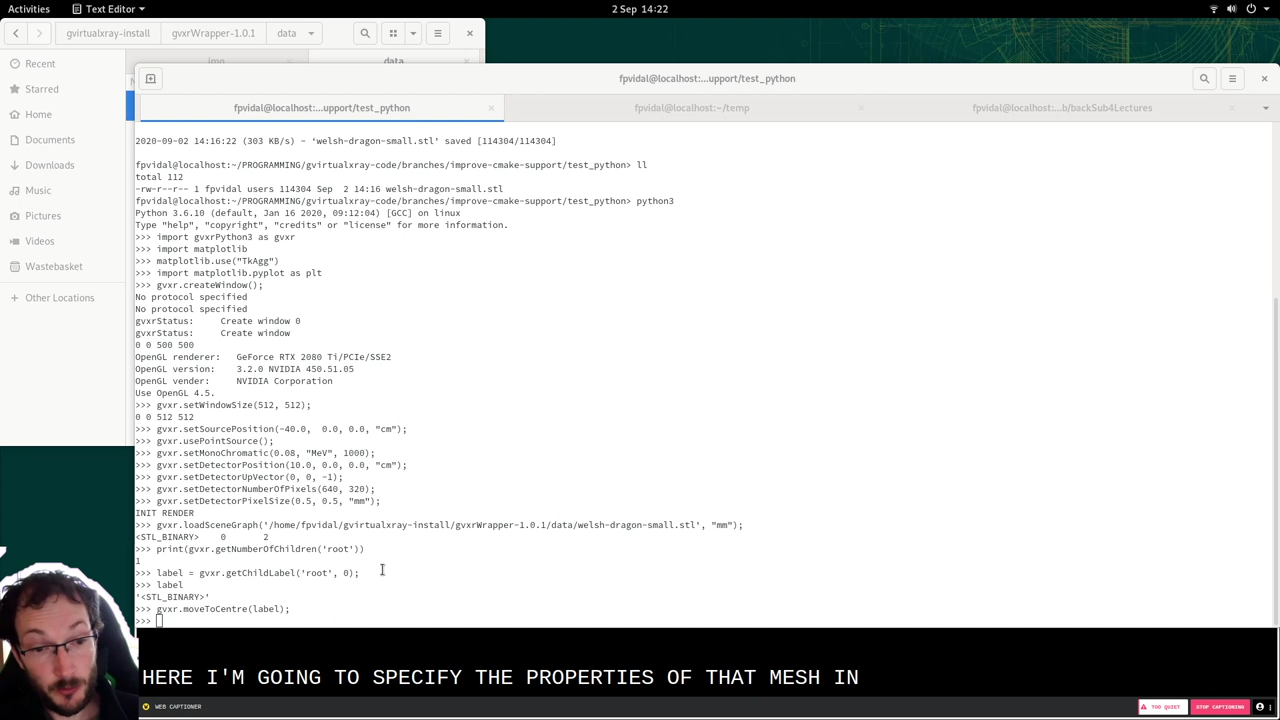 Activities
Text Editor
2 Sep 14:22
gvirtualxray-install
gvxrWrapper-1.0.1
data
img
data
Recent
Starred
Home
Documents
Downloads
Music
Pictures
Videos
Wastebasket
Other Locations
fpvidal@localhost:...upport/test_python
fpvidal@localhost:...upport/test_python
fpvidal@localhost:~/temp
fpvidal@localhost:...b/backSub4Lectures
2020-09-02 14:16:22 (303 KB/s) - ‘welsh-dragon-small.stl’ saved [114304/114304]
fpvidal@localhost:~/PROGRAMMING/gvirtualxray-code/branches/improve-cmake-support/test_python> ll
total 112
-rw-r--r-- 1 fpvidal users 114304 Sep  2 14:16 welsh-dragon-small.stl
fpvidal@localhost:~/PROGRAMMING/gvirtualxray-code/branches/improve-cmake-support/test_python> python3
Python 3.6.10 (default, Jan 16 2020, 09:12:04) [GCC] on linux
Type "help", "copyright", "credits" or "license" for more information.
>>> import gvxrPython3 as gvxr
>>> import matplotlib
>>> matplotlib.use("TkAgg")
>>> import matplotlib.pyplot as plt
>>> gvxr.createWindow();
No protocol specified
No protocol specified
gvxrStatus:     Create window 0
gvxrStatus:     Create window
0 0 500 500
OpenGL renderer:   GeForce RTX 2080 Ti/PCIe/SSE2
OpenGL version:    3.2.0 NVIDIA 450.51.05
OpenGL vender:     NVIDIA Corporation
Use OpenGL 4.5.
>>> gvxr.setWindowSize(512, 512);
0 0 512 512
>>> gvxr.setSourcePosition(-40.0,  0.0, 0.0, "cm");
>>> gvxr.usePointSource();
>>> gvxr.setMonoChromatic(0.08, "MeV", 1000);
>>> gvxr.setDetectorPosition(10.0, 0.0, 0.0, "cm");
>>> gvxr.setDetectorUpVector(0, 0, -1);
>>> gvxr.setDetectorNumberOfPixels(640, 320);
>>> gvxr.setDetectorPixelSize(0.5, 0.5, "mm");
INIT RENDER
>>> gvxr.loadSceneGraph('/home/fpvidal/gvirtualxray-install/gvxrWrapper-1.0.1/data/welsh-dragon-small.stl', "mm");
<STL_BINARY>    0       2
>>> print(gvxr.getNumberOfChildren('root'))
1
>>> label = gvxr.getChildLabel('root', 0);
>>> label
'<STL_BINARY>'
>>> gvxr.moveToCentre(label);
>>>
HERE I'M GOING TO SPECIFY THE PROPERTIES OF THAT MESH IN
WEB CAPTIONER
TOO QUIET
STOP CAPTIONING